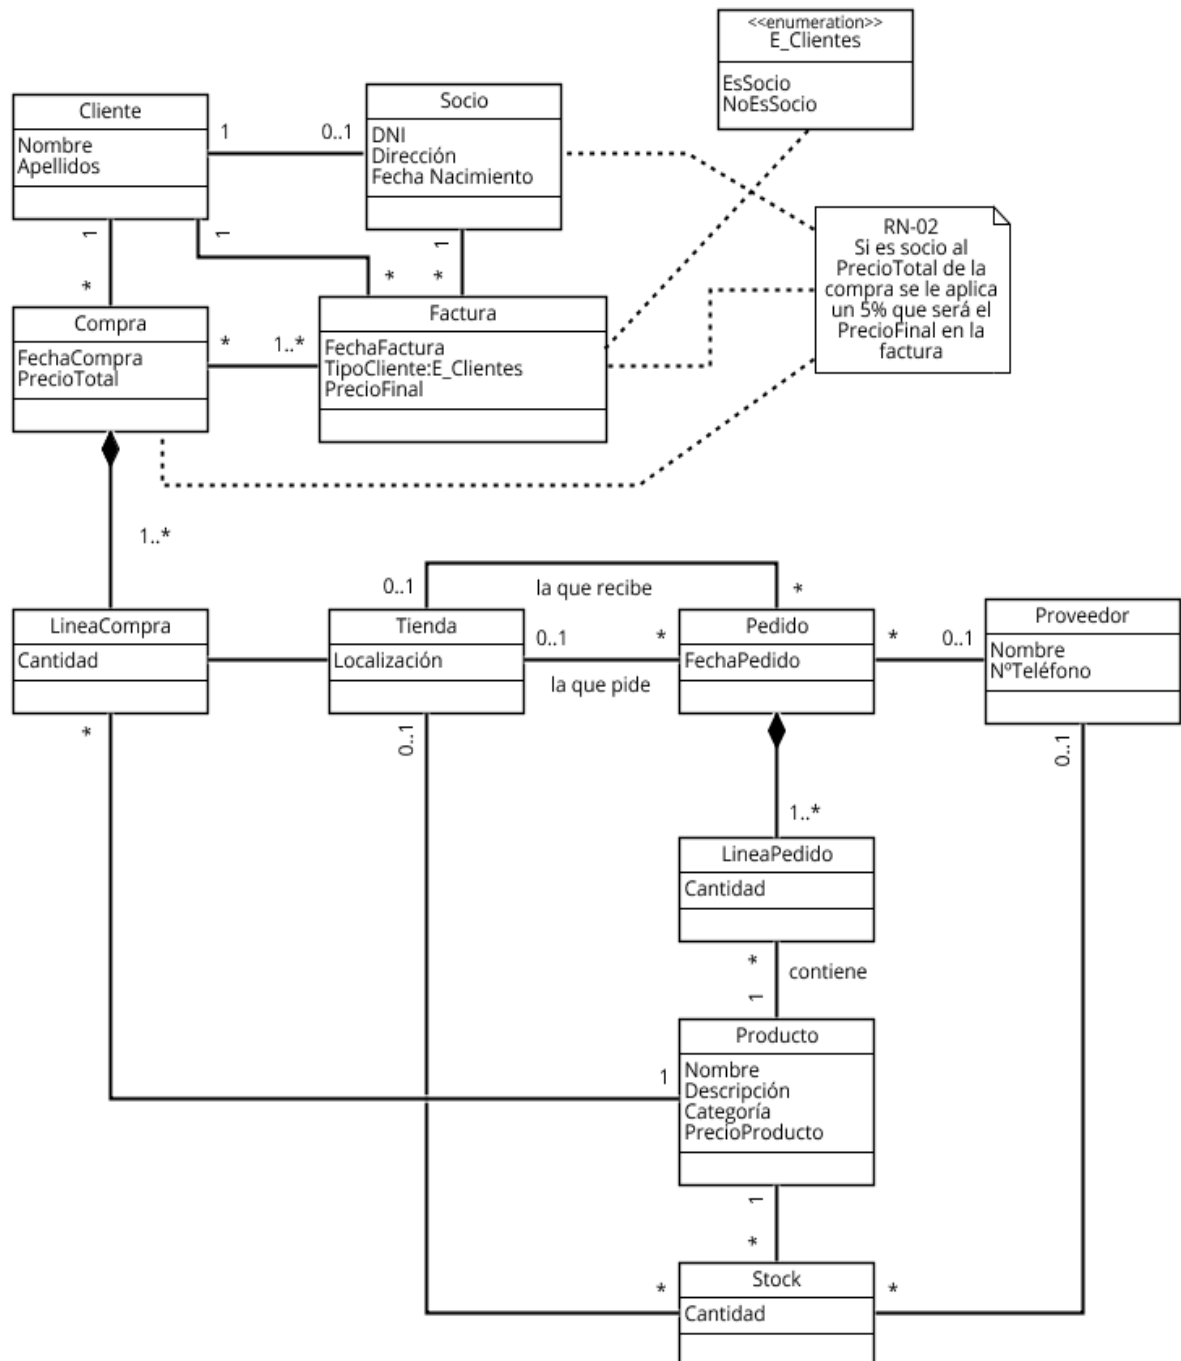 <<enumeration>>
E_Clientes
EsSocio
NoEsSocio
Cliente
Nombre
Apellidos
1
0..1
Socio
DNI
Dirección
Fecha Nacimiento
1
*
1
*
1
*
RN-02
Si es socio al
PrecioTotal de la
compra se le aplica
un 5% que será el
PrecioFinal en la
factura
Compra
FechaCompra
PrecioTotal
*
1..*
Factura
FechaFactura
TipoCliente:E_Clientes
PrecioFinal
1..*
0..1
la que recibe
*
LineaCompra
Cantidad
*
Tienda
Localización
0..1
*
la que pide
0..1
Pedido
FechaPedido
*
0..1
Proveedor
Nombre
NºTeléfono
0..1
1..*
LineaPedido
Cantidad
*
contiene
1
1
Producto
Nombre
Descripción
Categoría
PrecioProducto
1
*
*
Stock
Cantidad
*